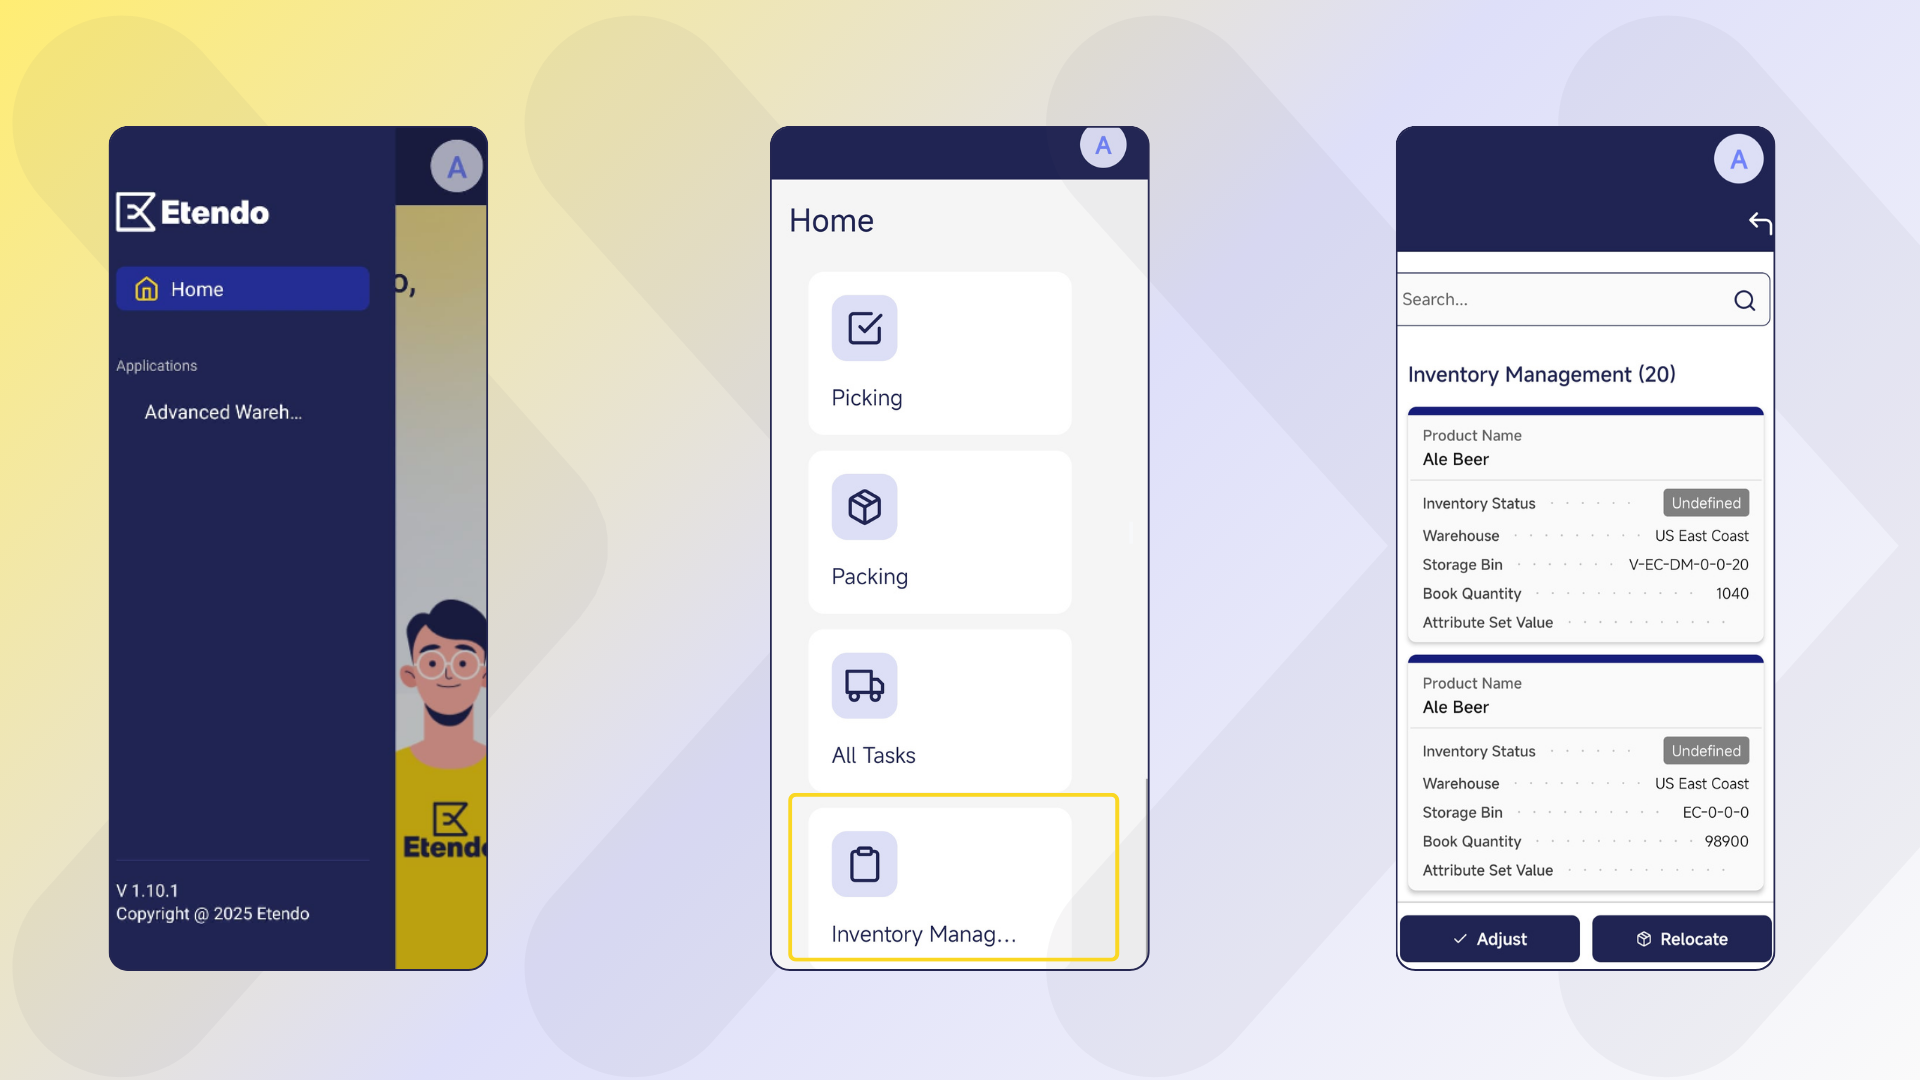 A
Etendo
Home
o,
Applications
Advanced Wareh...
Etend
V 1.10.1
Copyright @ 2025 Etendo
A
Home
Picking
Packing
All Tasks
Inventory Manag...
A
Search...
Inventory Management (20)
Product Name
Ale Beer
Inventory Status Undefined
Warehouse US East Coast
Storage Bin V-EC-DM-0-0-20
Book Quantity 1040
Attribute Set Value
Product Name
Ale Beer
Inventory Status Undefined
Warehouse US East Coast
Storage Bin EC-0-0-0
Book Quantity 98900
Attribute Set Value
Adjust Relocate